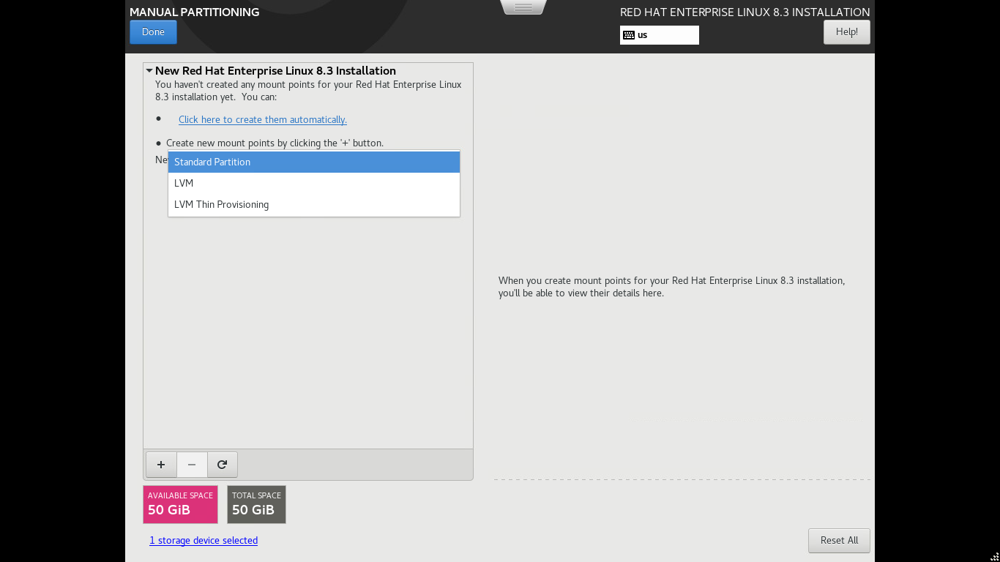 MANUAL PARTITIONING
RED HAT ENTERPRISE LINUX 8.3 INSTALLATION
Done
us
Help!
New Red Hat Enterprise Linux 8.3 Installation
You haven't created any mount points for your Red Hat Enterprise Linux
8.3 installation yet.  You can:
• Click here to create them automatically.
• Create new mount points by clicking the '+' button.
Standard Partition
LVM
LVM Thin Provisioning
When you create mount points for your Red Hat Enterprise Linux 8.3 installation,
you'll be able to view their details here.
+ −
AVAILABLE SPACE
50 GiB
TOTAL SPACE
50 GiB
1 storage device selected
Reset All